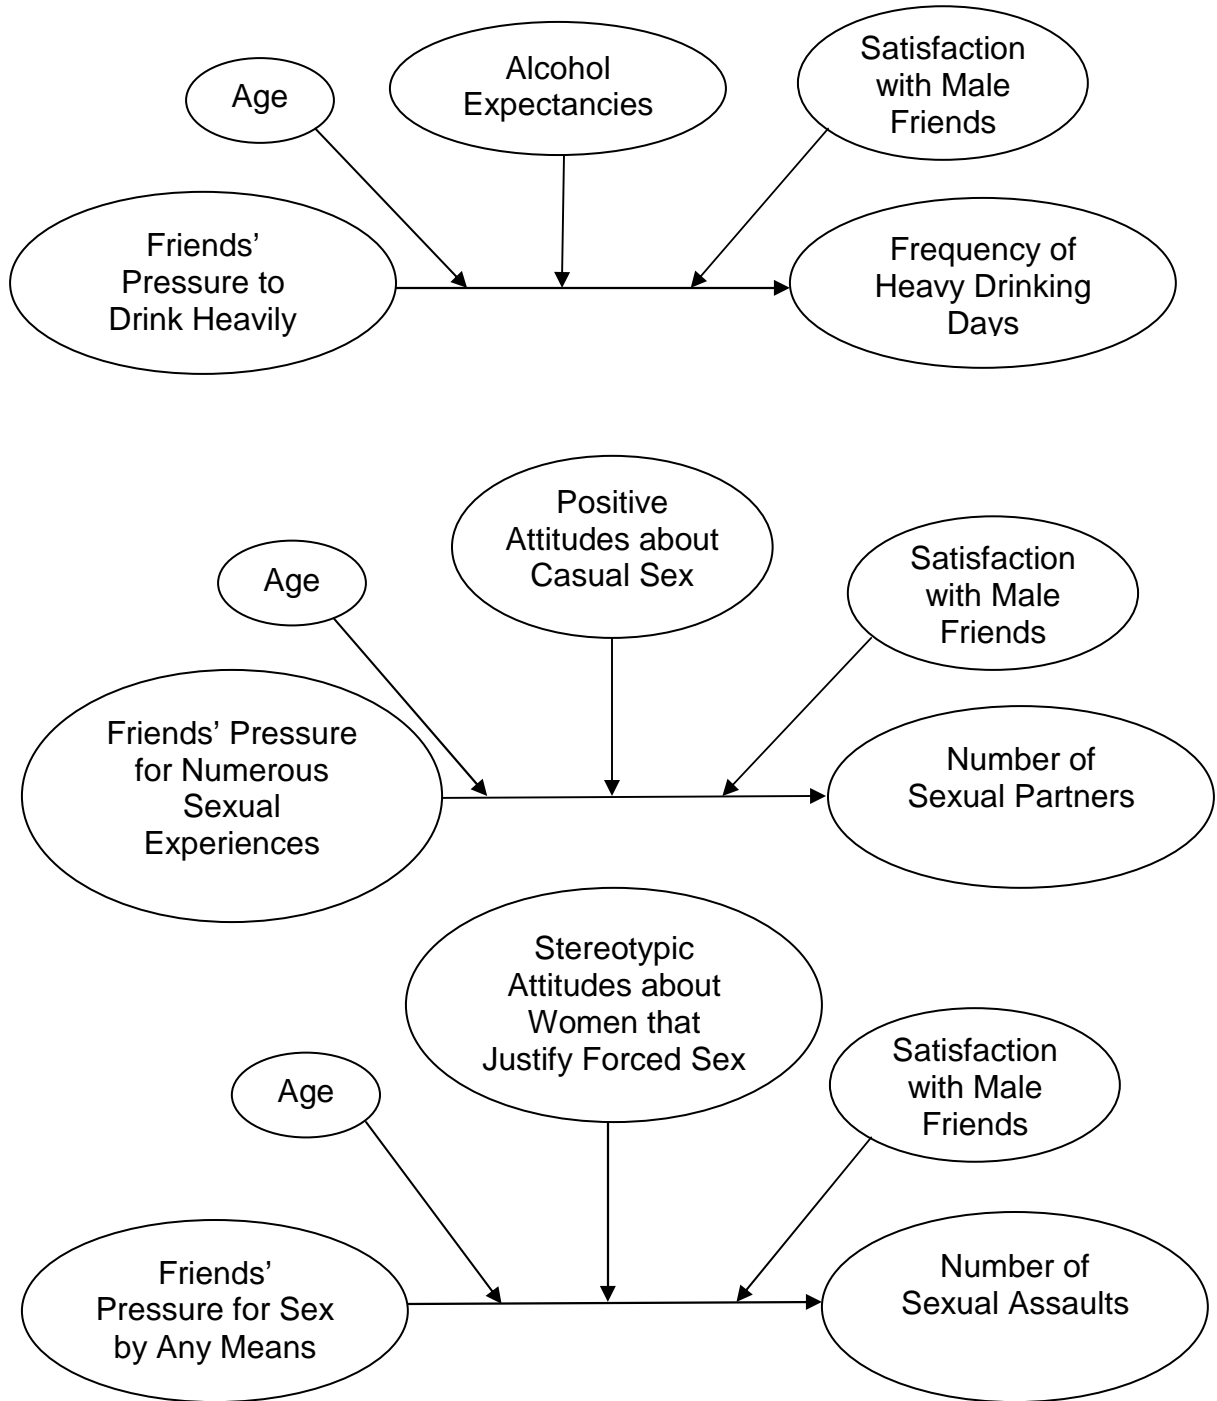 Age
Alcohol
Expectancies
Satisfaction
with Male
Friends
Friends’
Pressure to
Drink Heavily
Frequency of
Heavy Drinking
Days
Age
Positive
Attitudes about
Casual Sex
Satisfaction
with Male
Friends
Friends’ Pressure
for Numerous
Sexual
Experiences
Number of
Sexual Partners
Age
Stereotypic
Attitudes about
Women that
Justify Forced Sex
Satisfaction
with Male
Friends
Friends’
Pressure for Sex
by Any Means
Number of
Sexual Assaults